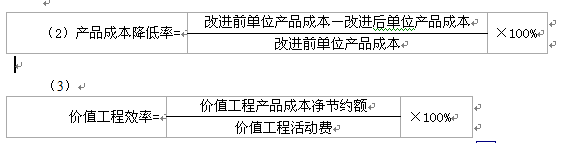 （2）产品成本降低率=
改进前单位产品成本—改进后单位产品成本
改进前单位产品成本
×100%
（3）
价值工程效率=
价值工程产品成本净节约额
价值工程活动费
×100%